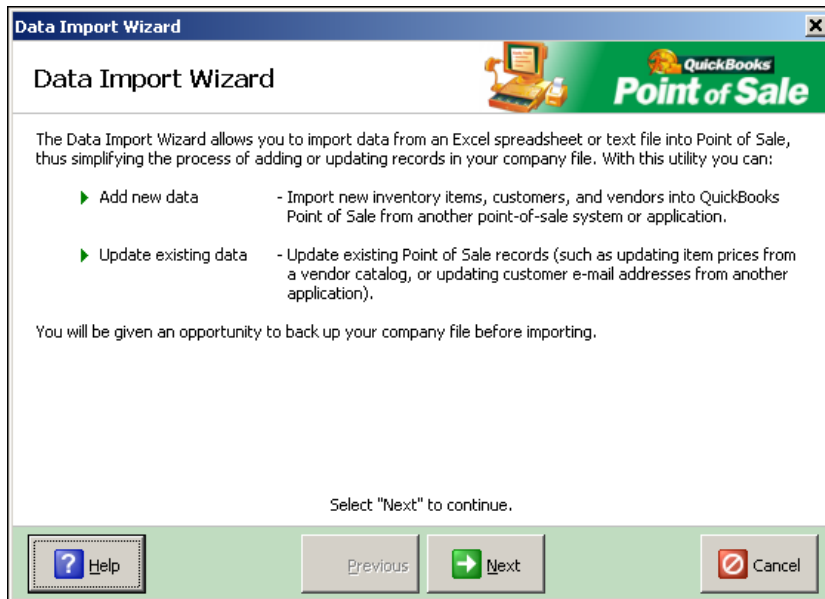 Data Import Wizard
Data Import Wizard
QuickBooks
Point of Sale
The Data Import Wizard allows you to import data from an Excel spreadsheet or text file into Point of Sale,
thus simplifying the process of adding or updating records in your company file. With this utility you can:
Add new data - Import new inventory items, customers, and vendors into QuickBooks
Point of Sale from another point-of-sale system or application.
Update existing data - Update existing Point of Sale records (such as updating item prices from
a vendor catalog, or updating customer e-mail addresses from another
application).
You will be given an opportunity to back up your company file before importing.
Select "Next" to continue.
? Help Previous Next Cancel